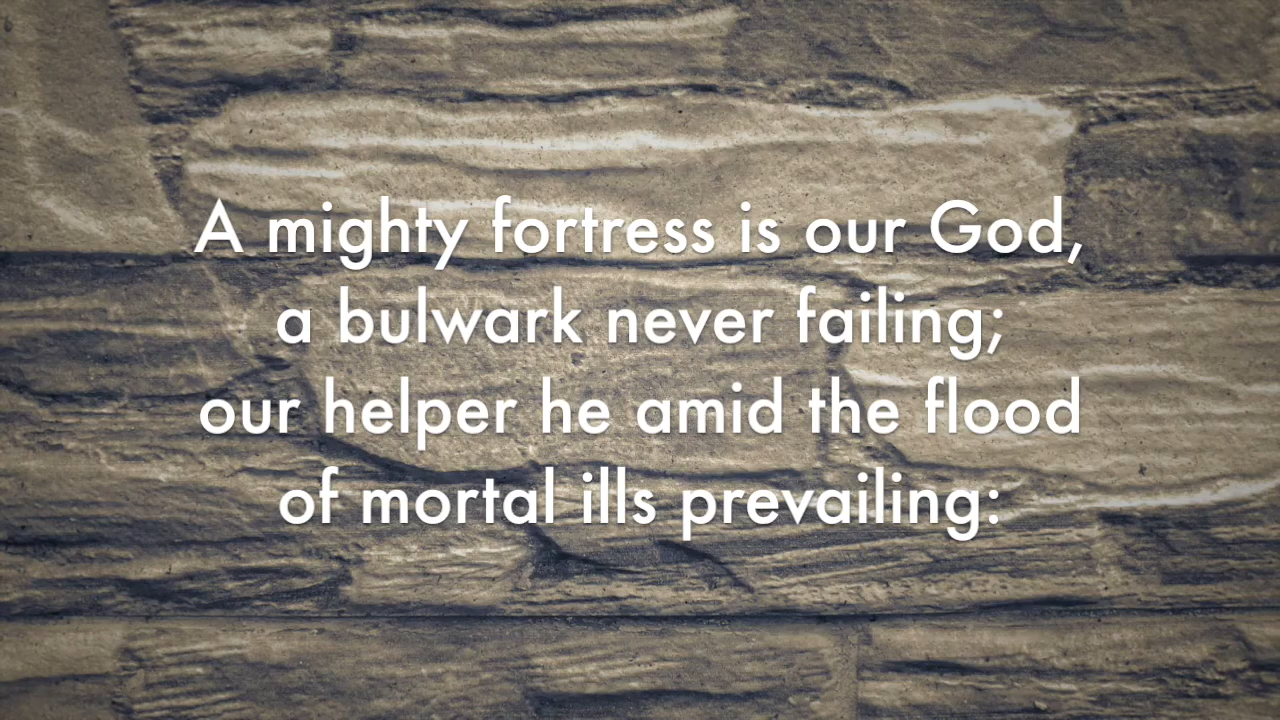 A mighty fortress is our God,
a bulwark never failing;
our helper he amid the flood
of mortal ills prevailing: